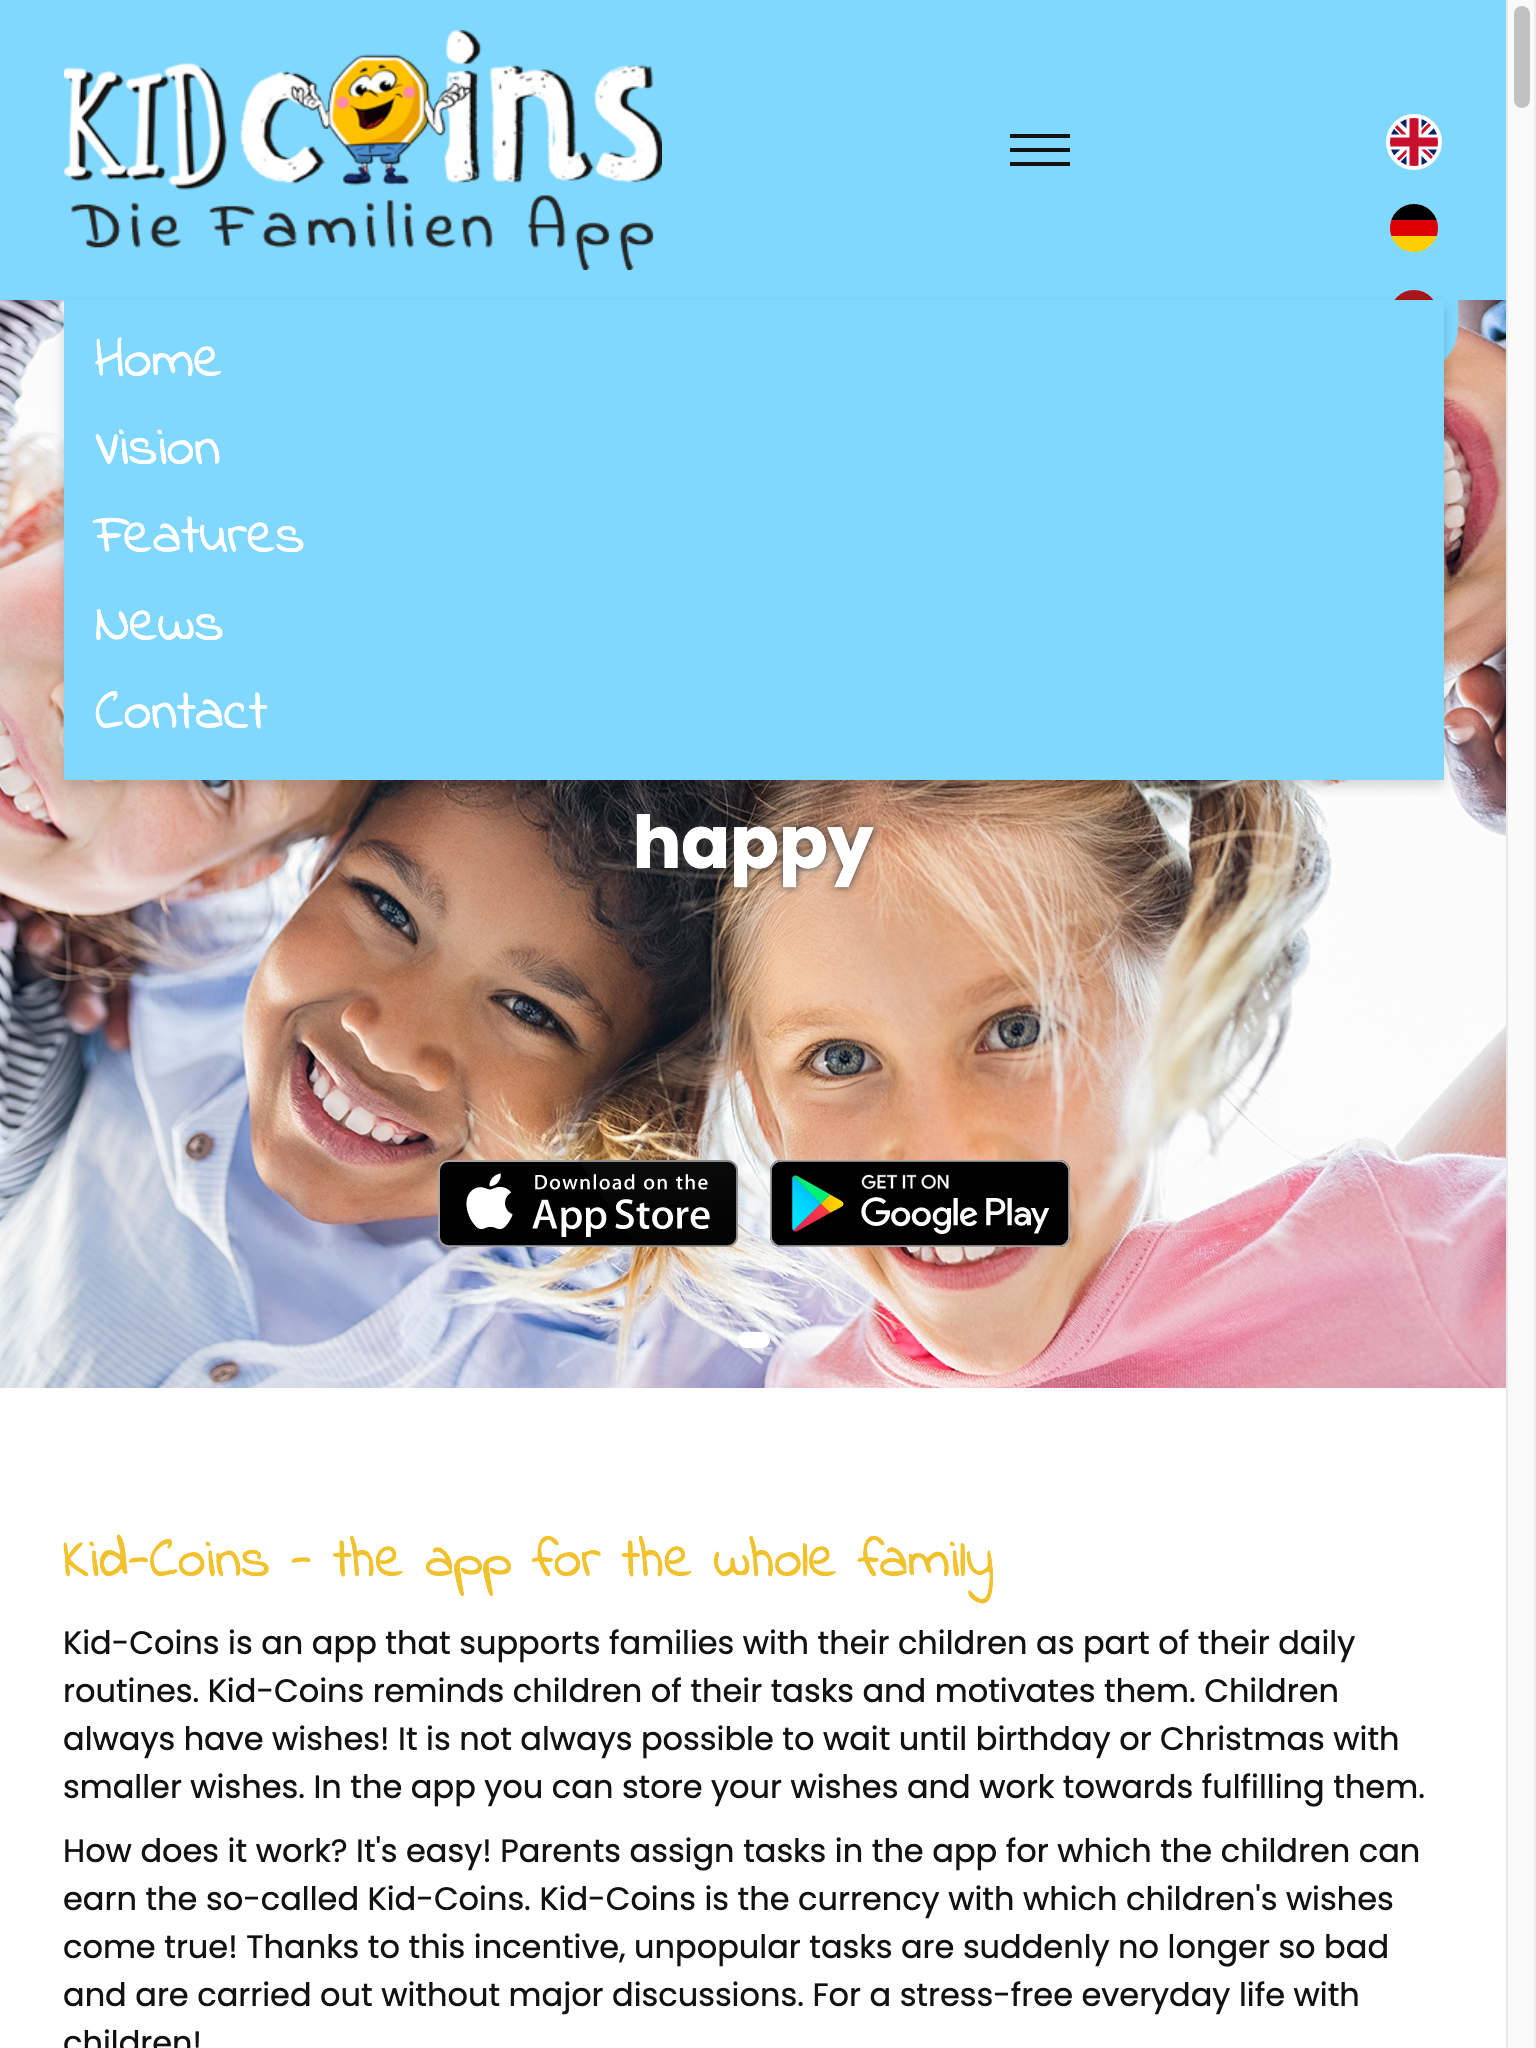 KID coins
Die Familien App
Home
Vision
Features
News
Contact
happy
Download on the
App Store
GET IT ON
Google Play
Kid-Coins - the app for the whole family
Kid-Coins is an app that supports families with their children as part of their daily
routines. Kid-Coins reminds children of their tasks and motivates them. Children
always have wishes! It is not always possible to wait until birthday or Christmas with
smaller wishes. In the app you can store your wishes and work towards fulfilling them.
How does it work? It's easy! Parents assign tasks in the app for which the children can
earn the so-called Kid-Coins. Kid-Coins is the currency with which children's wishes
come true! Thanks to this incentive, unpopular tasks are suddenly no longer so bad
and are carried out without major discussions. For a stress-free everyday life with
children!